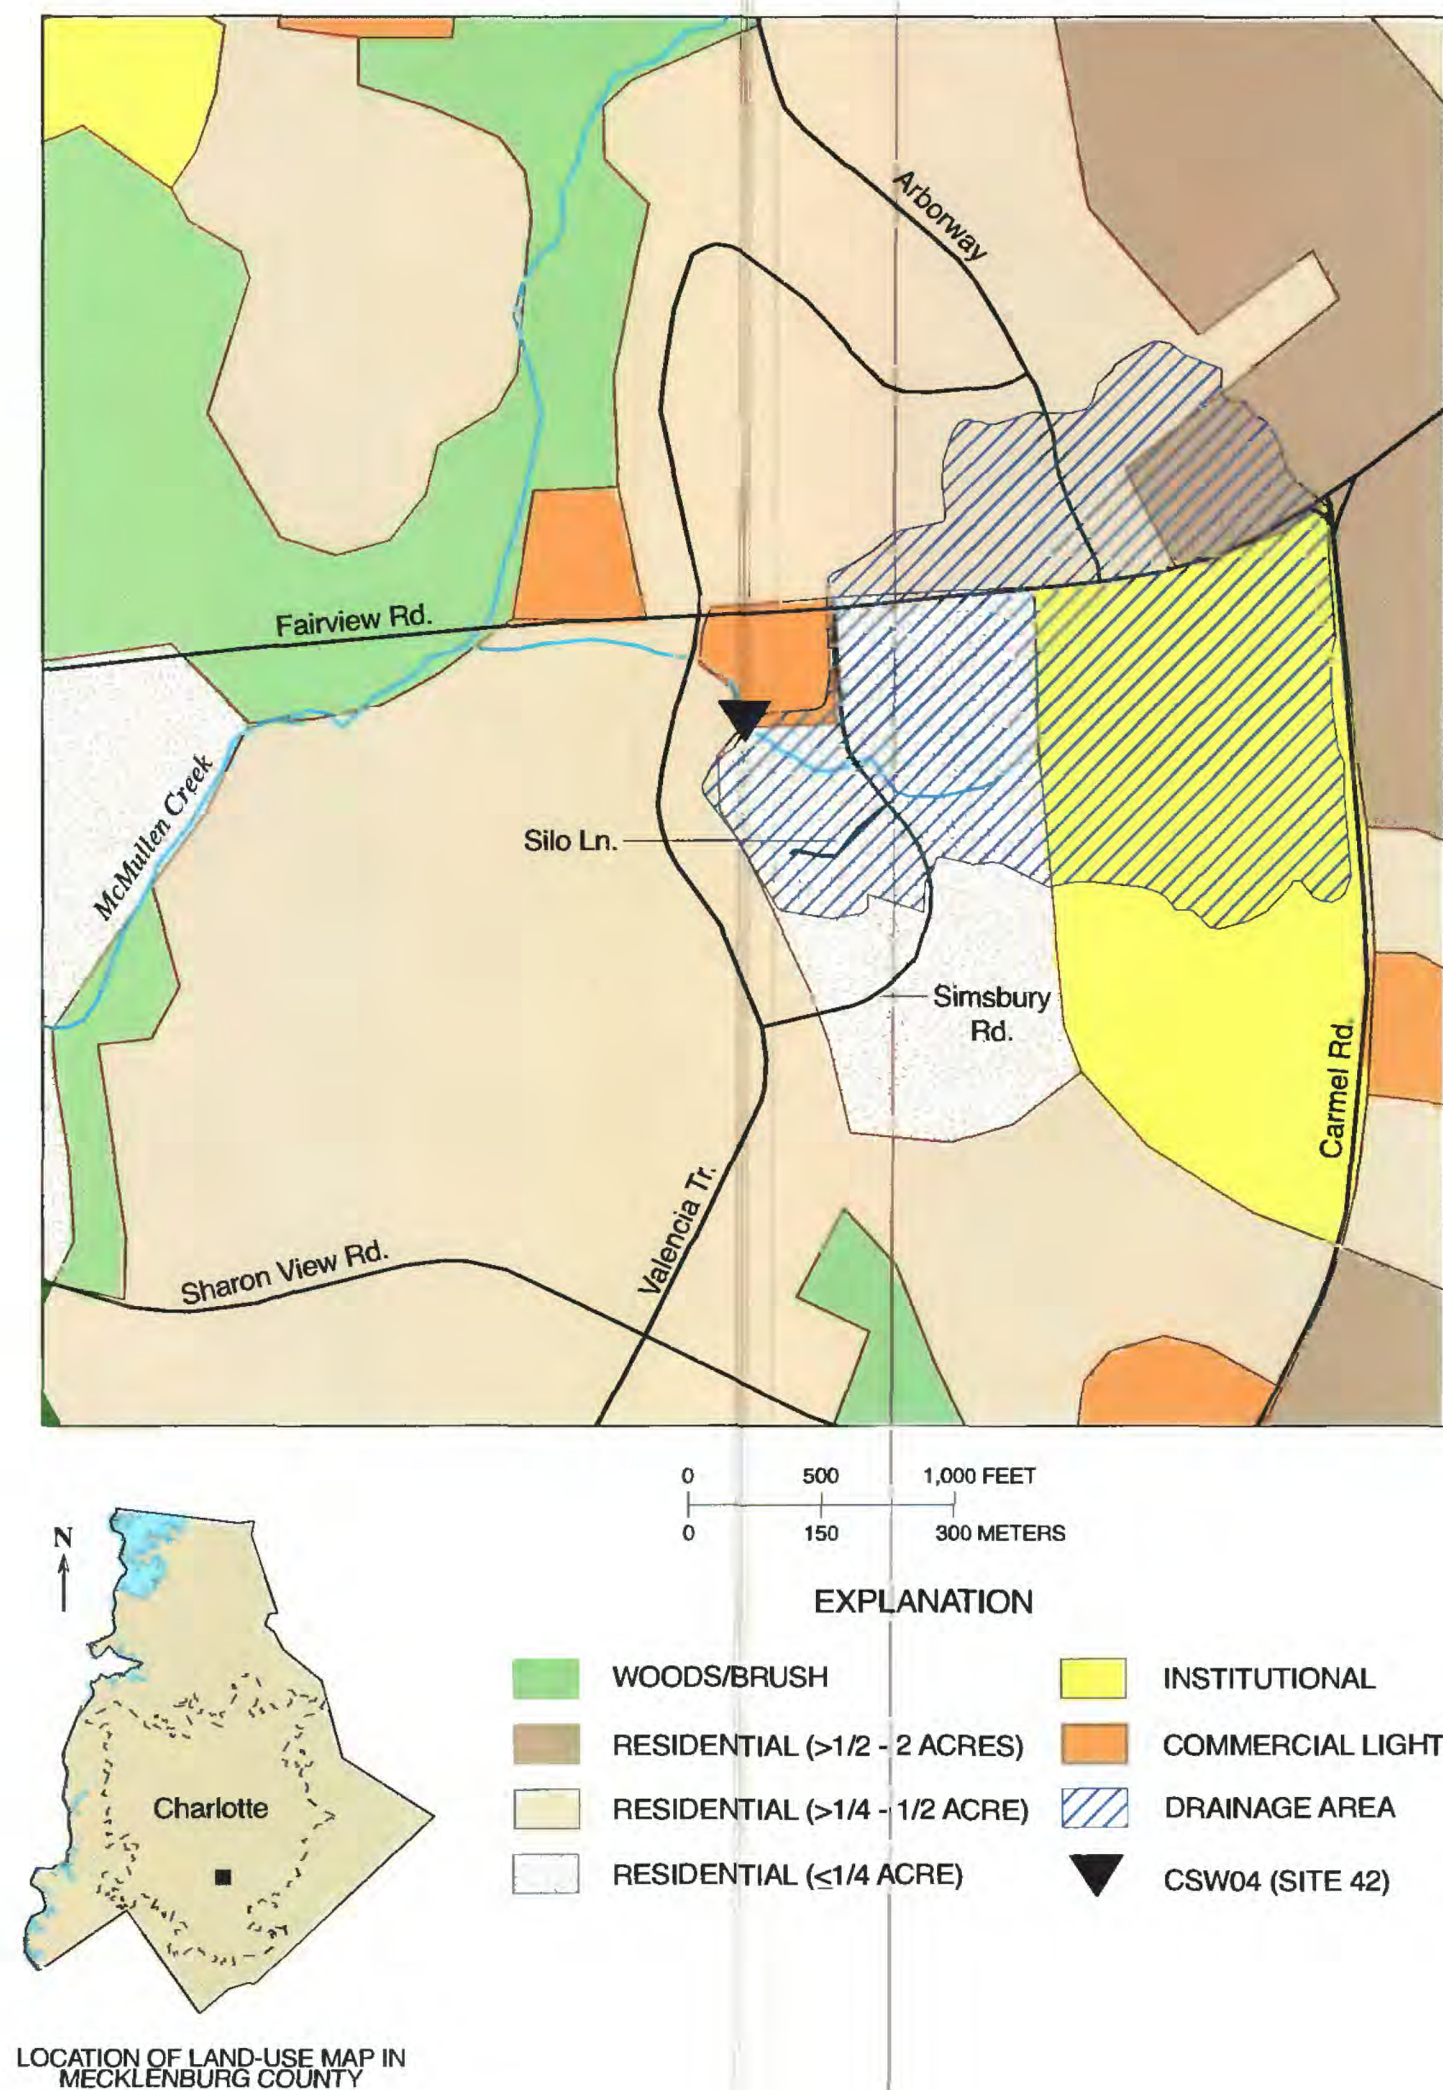 Arborway
Fairview Rd.
McMullen Creek
Silo Ln.
Simsbury
Rd.
Carmel Rd.
Valencia Tr.
Sharon View Rd.
0 500 1,000 FEET
0 150 300 METERS
N
EXPLANATION
WOODS/BRUSH
RESIDENTIAL (>1/2 - 2 ACRES)
RESIDENTIAL (>1/4 - 1/2 ACRE)
RESIDENTIAL (≤1/4 ACRE)
INSTITUTIONAL
COMMERCIAL LIGHT
DRAINAGE AREA
CSW04 (SITE 42)
Charlotte
LOCATION OF LAND-USE MAP IN
MECKLENBURG COUNTY